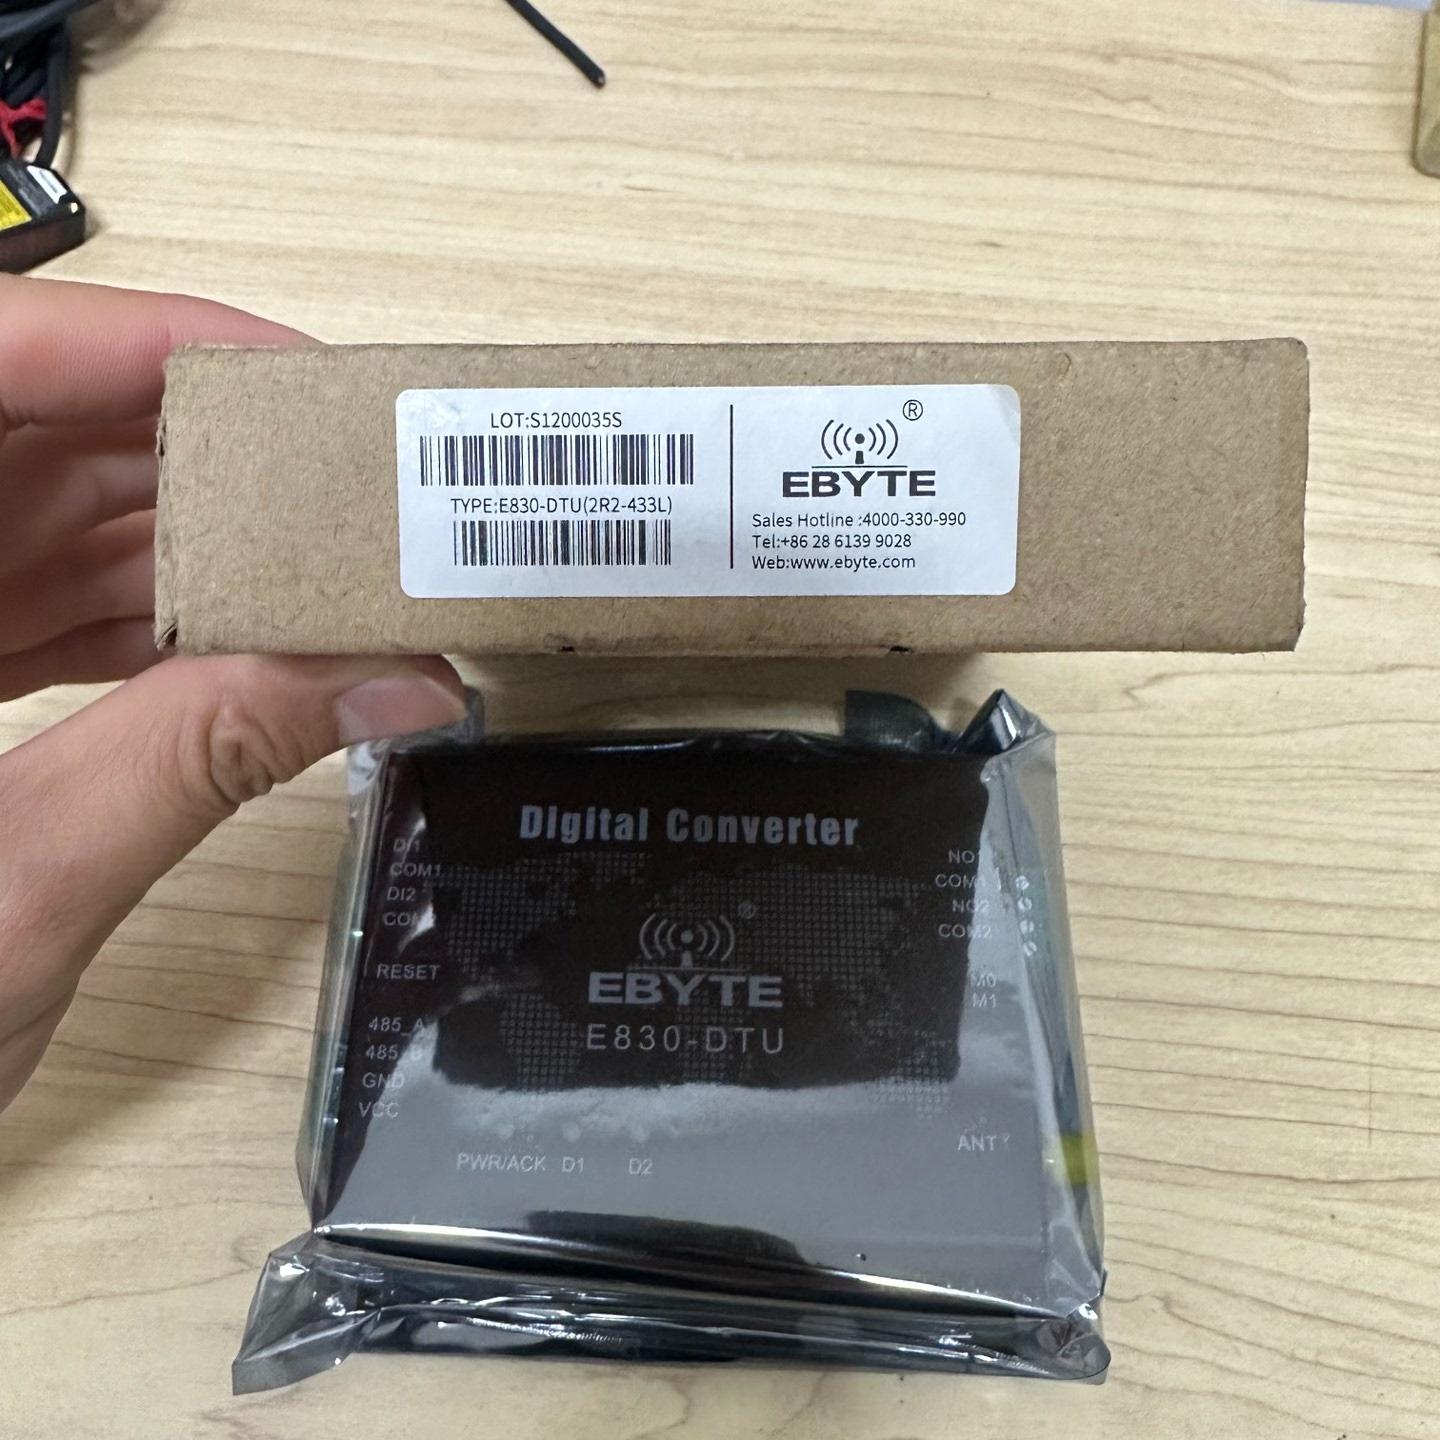 LOT:S1200035S
TYPE:E830-DTU(2R2-433L)
®
EBYTE
Sales Hotline :4000-330-990
Tel:+86 28 6139 9028
Web:www.ebyte.com
Digital Converter
DI1
COM1
DI2
COM2
RESET
485_A
485_B
GND
VCC
®
EBYTE
E830-DTU
NO1
COM1
NO2
COM2
M0
M1
ANT
PWR/ACK D1 D2